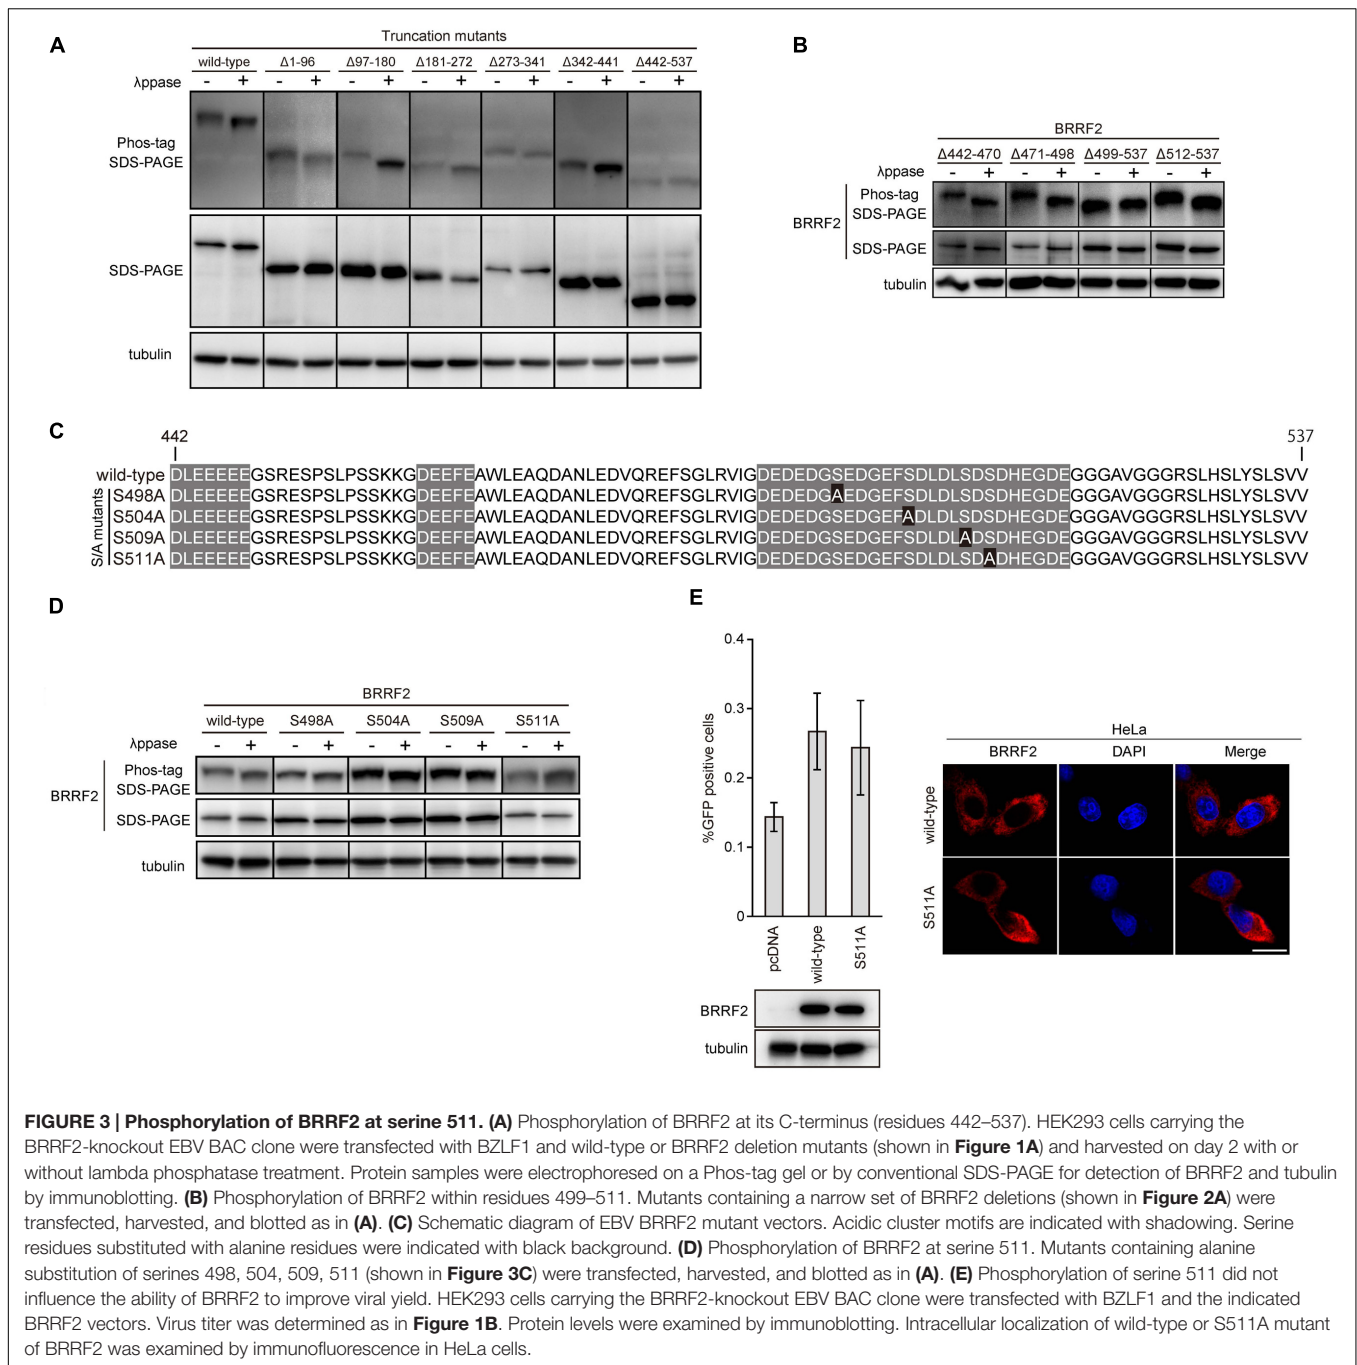 A
Truncation mutants
wild-type Δ1-96 Δ97-180 Δ181-272 Δ273-341 Δ342-441 Δ442-537
λppase - + - + - + - + - + - + - +
Phos-tag
SDS-PAGE
SDS-PAGE
tubulin
B
BRRF2
Δ442-470 Δ471-498 Δ499-537 Δ512-537
λppase - + - + - + - +
BRRF2
Phos-tag
SDS-PAGE
SDS-PAGE
tubulin
C
442 537
wild-type DLEEEEEGSRESPSLPSSKKGDEEFEAWLEAQDANLEDVQREFSGLRVIGDEDEDGSEDGEFSDLDLSDSDHEGDEGGGAVGGGRSLHSLYSLSVV
S/A mutants
S498A DLEEEEEGSRESPSLPSSKKGDEEFEAWLEAQDANLEDVQREFSGLRVIGDEDEDGAEDGEFSDLDLSDSDHEGDEGGGAVGGGRSLHSLYSLSVV
S504A DLEEEEEGSRESPSLPSSKKGDEEFEAWLEAQDANLEDVQREFSGLRVIGDEDEDGSEDGEFADLDLSDSDHEGDEGGGAVGGGRSLHSLYSLSVV
S509A DLEEEEEGSRESPSLPSSKKGDEEFEAWLEAQDANLEDVQREFSGLRVIGDEDEDGSEDGEFSDLDLADSDHEGDEGGGAVGGGRSLHSLYSLSVV
S511A DLEEEEEGSRESPSLPSSKKGDEEFEAWLEAQDANLEDVQREFSGLRVIGDEDEDGSEDGEFSDLDLSDADHEGDEGGGAVGGGRSLHSLYSLSVV
D
BRRF2
wild-type S498A S504A S509A S511A
λppase - + - + - + - + - +
BRRF2
Phos-tag
SDS-PAGE
SDS-PAGE
tubulin
E
%GFP positive cells
0.4
0.3
0.2
0.1
0
pcDNA wild-type S511A
BRRF2
tubulin
HeLa
BRRF2 DAPI Merge
wild-type
S511A
FIGURE 3 | Phosphorylation of BRRF2 at serine 511. (A) Phosphorylation of BRRF2 at its C-terminus (residues 442–537). HEK293 cells carrying the
BRRF2-knockout EBV BAC clone were transfected with BZLF1 and wild-type or BRRF2 deletion mutants (shown in Figure 1A) and harvested on day 2 with or
without lambda phosphatase treatment. Protein samples were electrophoresed on a Phos-tag gel or by conventional SDS-PAGE for detection of BRRF2 and tubulin
by immunoblotting. (B) Phosphorylation of BRRF2 within residues 499–511. Mutants containing a narrow set of BRRF2 deletions (shown in Figure 2A) were
transfected, harvested, and blotted as in (A). (C) Schematic diagram of EBV BRRF2 mutant vectors. Acidic cluster motifs are indicated with shadowing. Serine
residues substituted with alanine residues were indicated with black background. (D) Phosphorylation of BRRF2 at serine 511. Mutants containing alanine
substitution of serines 498, 504, 509, 511 (shown in Figure 3C) were transfected, harvested, and blotted as in (A). (E) Phosphorylation of serine 511 did not
influence the ability of BRRF2 to improve viral yield. HEK293 cells carrying the BRRF2-knockout EBV BAC clone were transfected with BZLF1 and the indicated
BRRF2 vectors. Virus titer was determined as in Figure 1B. Protein levels were examined by immunoblotting. Intracellular localization of wild-type or S511A mutant
of BRRF2 was examined by immunofluorescence in HeLa cells.